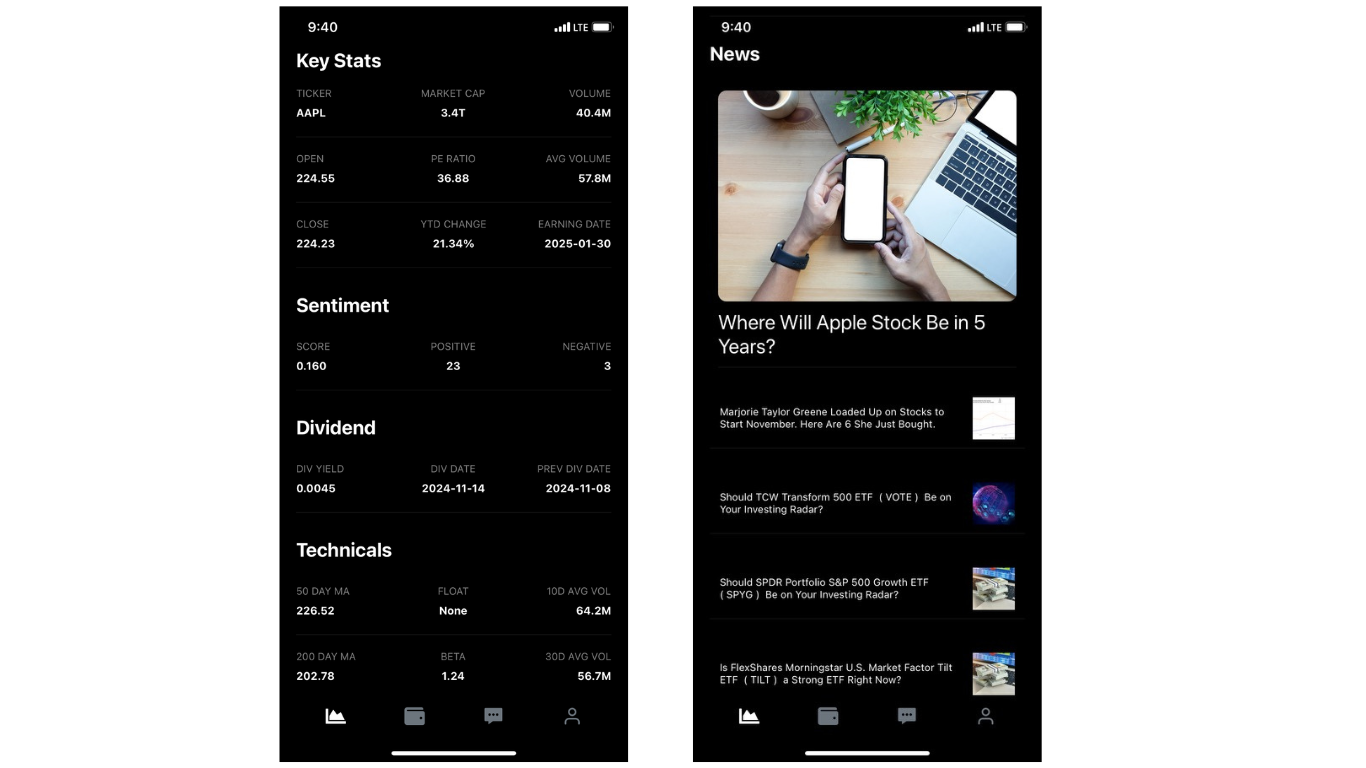 9:40
LTE
Key Stats
TICKER MARKET CAP VOLUME
AAPL 3.4T 40.4M
OPEN PE RATIO AVG VOLUME
224.55 36.88 57.8M
CLOSE YTD CHANGE EARNING DATE
224.23 21.34% 2025-01-30
Sentiment
SCORE POSITIVE NEGATIVE
0.160 23 3
Dividend
DIV YIELD DIV DATE PREV DIV DATE
0.0045 2024-11-14 2024-11-08
Technicals
50 DAY MA FLOAT 10D AVG VOL
226.52 None 64.2M
200 DAY MA BETA 30D AVG VOL
202.78 1.24 56.7M
9:40
LTE
News
Where Will Apple Stock Be in 5
Years?
Marjorie Taylor Greene Loaded Up on Stocks to
Start November. Here Are 6 She Just Bought.
Should TCW Transform 500 ETF ( VOTE ) Be on
Your Investing Radar?
Should SPDR Portfolio S&P 500 Growth ETF
( SPYG ) Be on Your Investing Radar?
Is FlexShares Morningstar U.S. Market Factor Tilt
ETF ( TILT ) a Strong ETF Right Now?